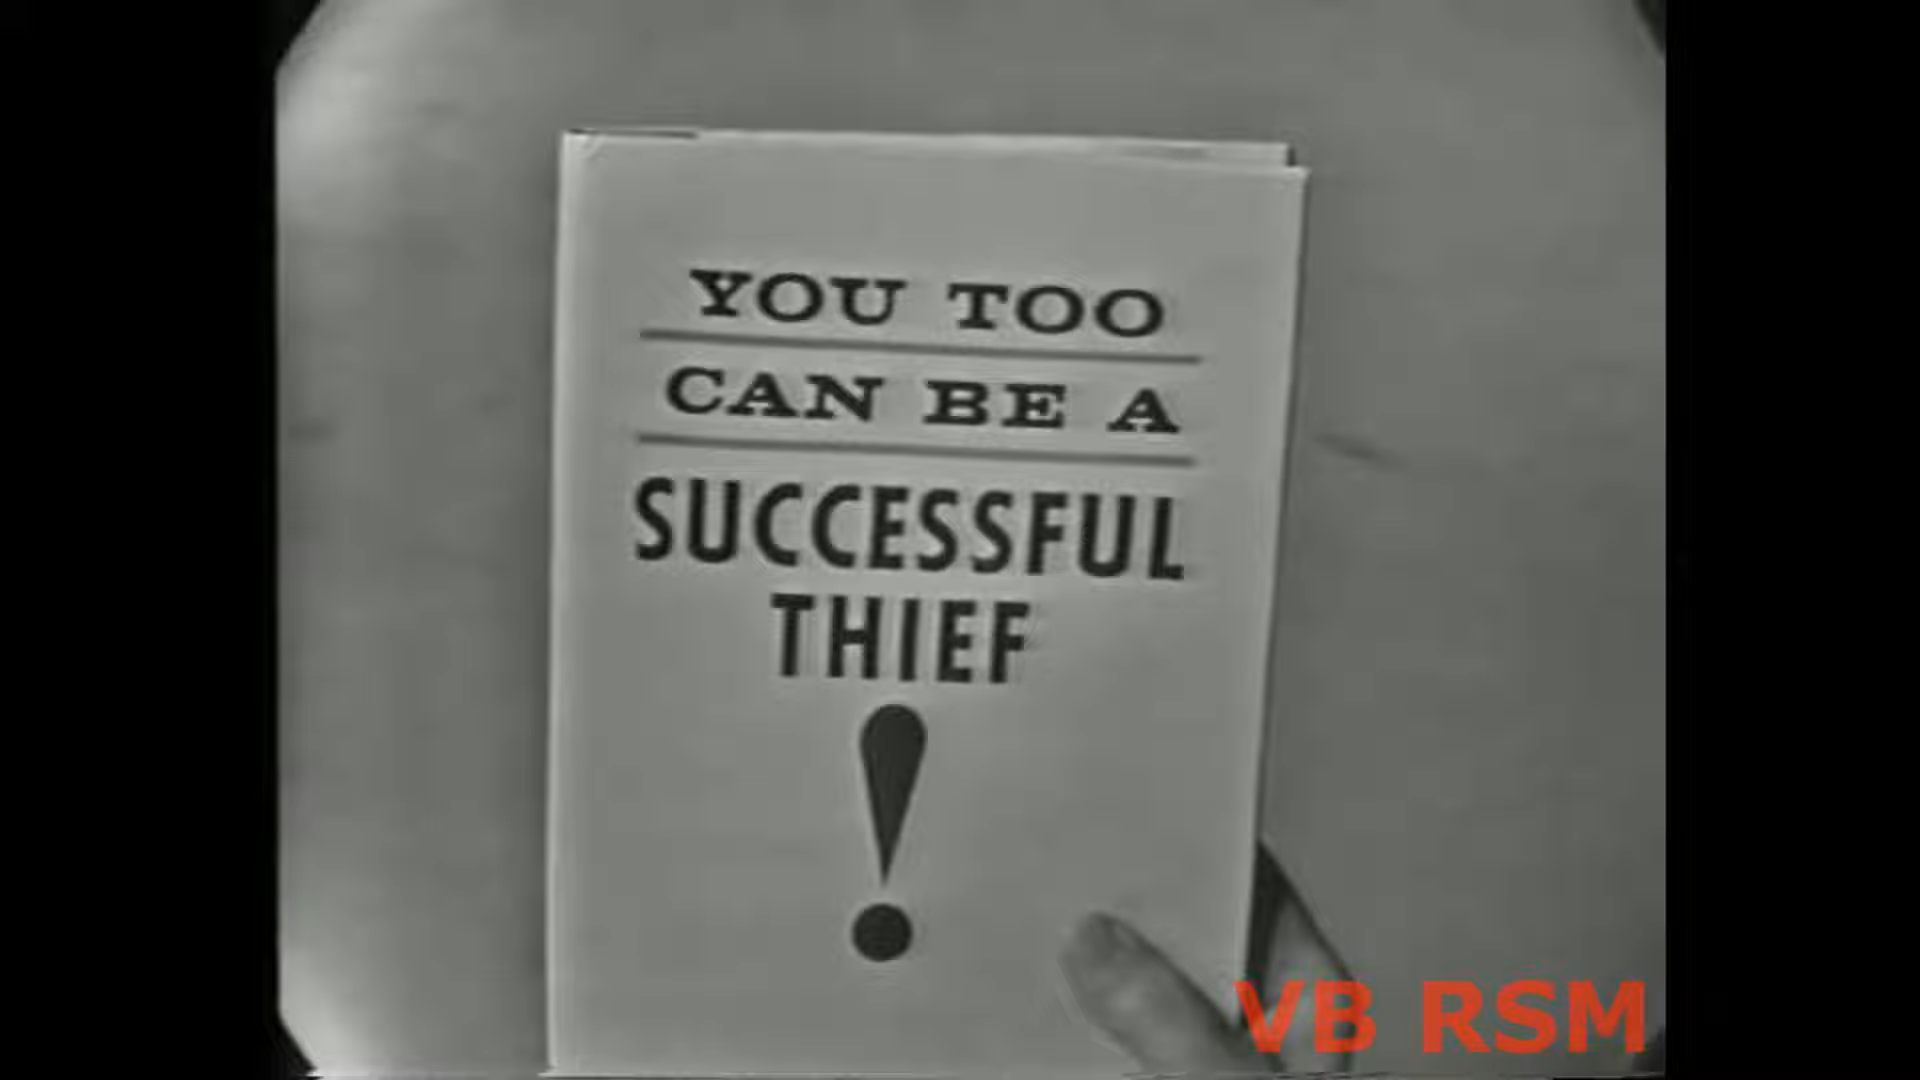 YOU TOO
CAN BE A
SUCCESSFUL
THIEF
!
VB RSM